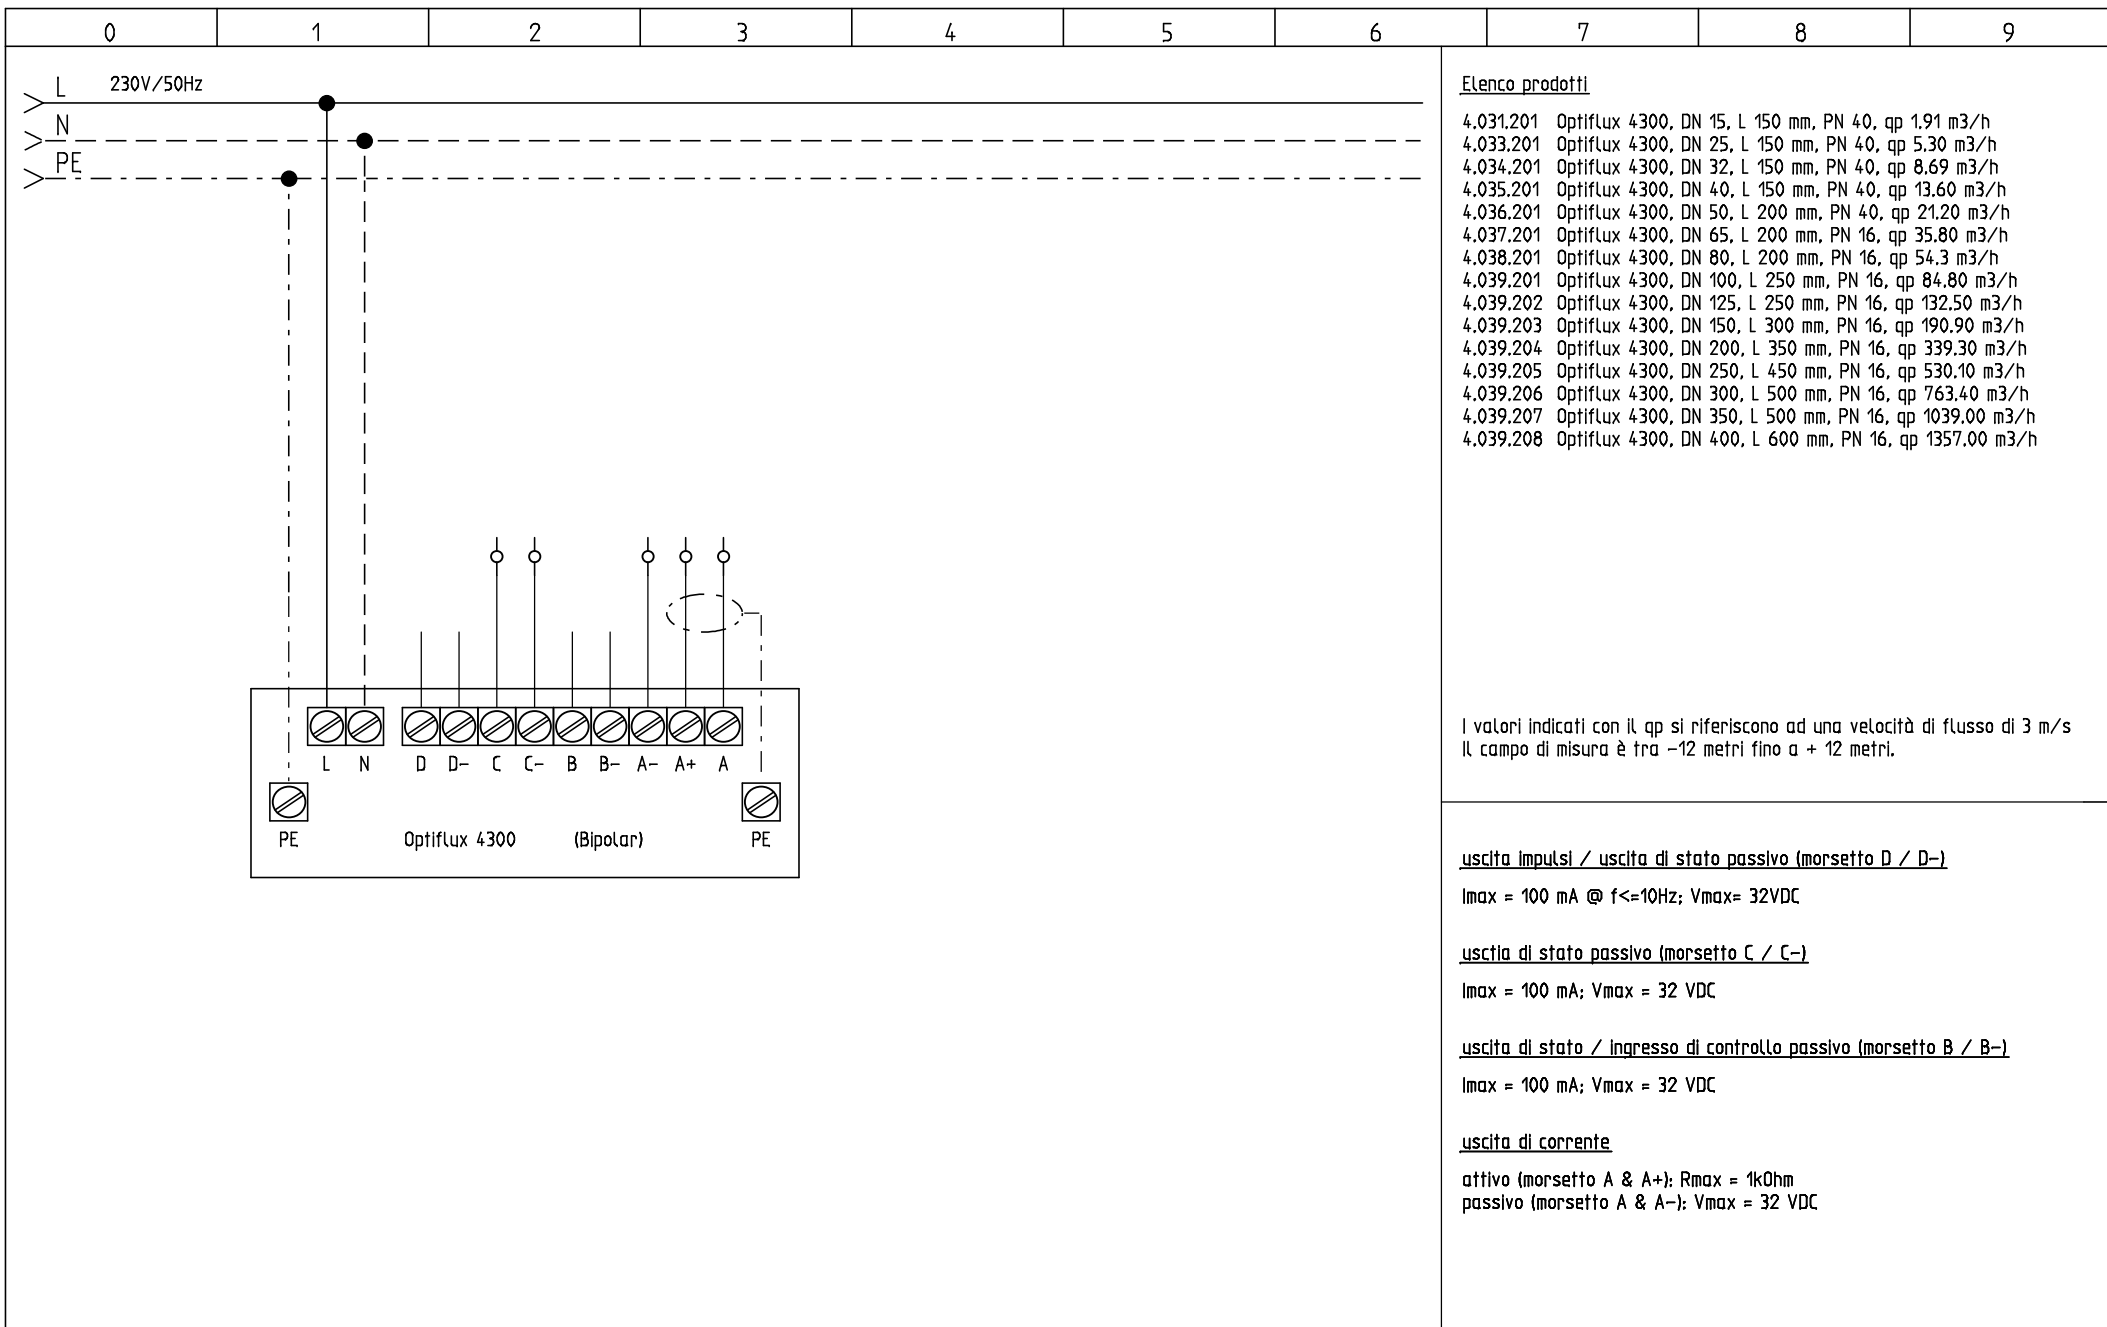 0 1 2 3 4 5 6 7 8 9
L 230V/50Hz
N
PE
L N D D- C C- B B- A- A+ A
PE Optiflux 4300 (Bipolar) PE
Elenco prodotti
4.031.201 Optiflux 4300, DN 15, L 150 mm, PN 40, qp 1.91 m3/h
4.033.201 Optiflux 4300, DN 25, L 150 mm, PN 40, qp 5.30 m3/h
4.034.201 Optiflux 4300, DN 32, L 150 mm, PN 40, qp 8.69 m3/h
4.035.201 Optiflux 4300, DN 40, L 150 mm, PN 40, qp 13.60 m3/h
4.036.201 Optiflux 4300, DN 50, L 200 mm, PN 40, qp 21.20 m3/h
4.037.201 Optiflux 4300, DN 65, L 200 mm, PN 16, qp 35.80 m3/h
4.038.201 Optiflux 4300, DN 80, L 200 mm, PN 16, qp 54.3 m3/h
4.039.201 Optiflux 4300, DN 100, L 250 mm, PN 16, qp 84.80 m3/h
4.039.202 Optiflux 4300, DN 125, L 250 mm, PN 16, qp 132.50 m3/h
4.039.203 Optiflux 4300, DN 150, L 300 mm, PN 16, qp 190.90 m3/h
4.039.204 Optiflux 4300, DN 200, L 350 mm, PN 16, qp 339.30 m3/h
4.039.205 Optiflux 4300, DN 250, L 450 mm, PN 16, qp 530.10 m3/h
4.039.206 Optiflux 4300, DN 300, L 500 mm, PN 16, qp 763.40 m3/h
4.039.207 Optiflux 4300, DN 350, L 500 mm, PN 16, qp 1039.00 m3/h
4.039.208 Optiflux 4300, DN 400, L 600 mm, PN 16, qp 1357.00 m3/h
I valori indicati con il qp si riferiscono ad una velocità di flusso di 3 m/s
Il campo di misura è tra -12 metri fino a + 12 metri.
uscita impulsi / uscita di stato passivo (morsetto D / D-)
Imax = 100 mA @ f<=10Hz; Vmax= 32VDC
usctia di stato passivo (morsetto C / C-)
Imax = 100 mA; Vmax = 32 VDC
uscita di stato / ingresso di controllo passivo (morsetto B / B-)
Imax = 100 mA; Vmax = 32 VDC
uscita di corrente
attivo (morsetto A & A+): Rmax = 1kOhm
passivo (morsetto A & A-): Vmax = 32 VDC